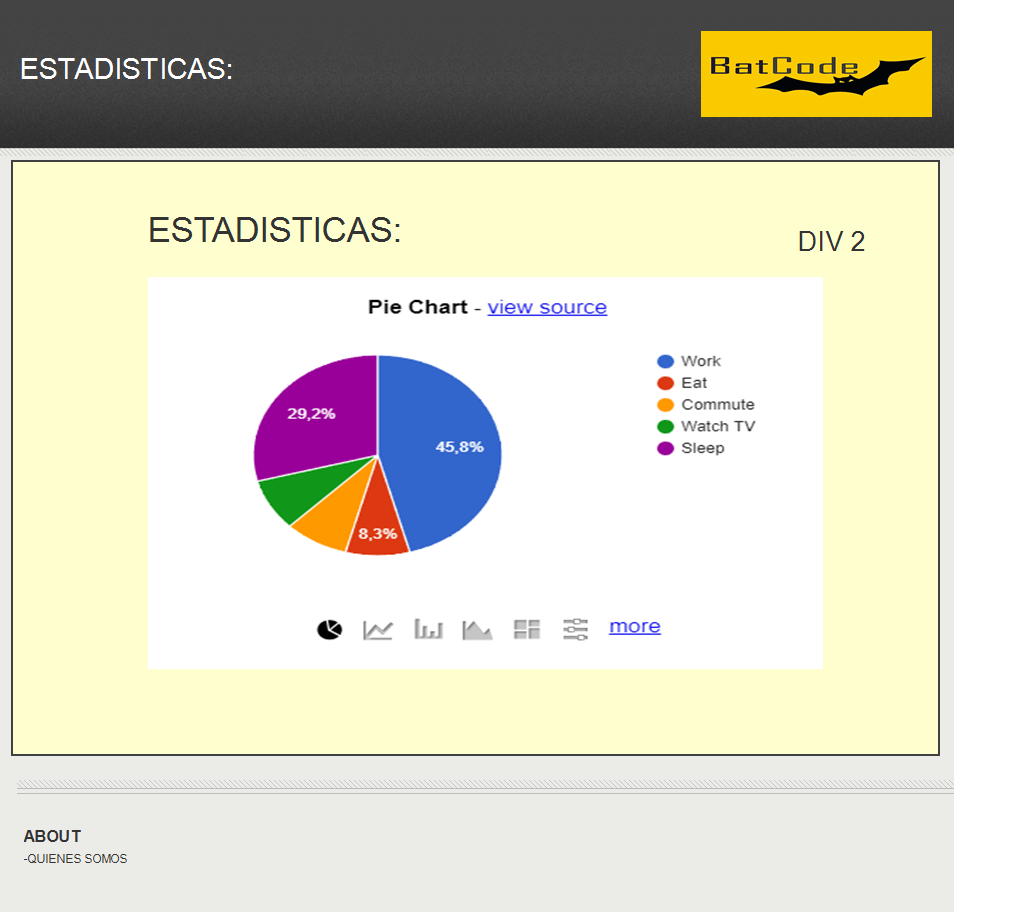 ESTADISTICAS:
BatCode
ESTADISTICAS:
DIV 2
Pie Chart - view source
29,2%
45,8%
8,3%
Work
Eat
Commute
Watch TV
Sleep
more
ABOUT
-QUIENES SOMOS